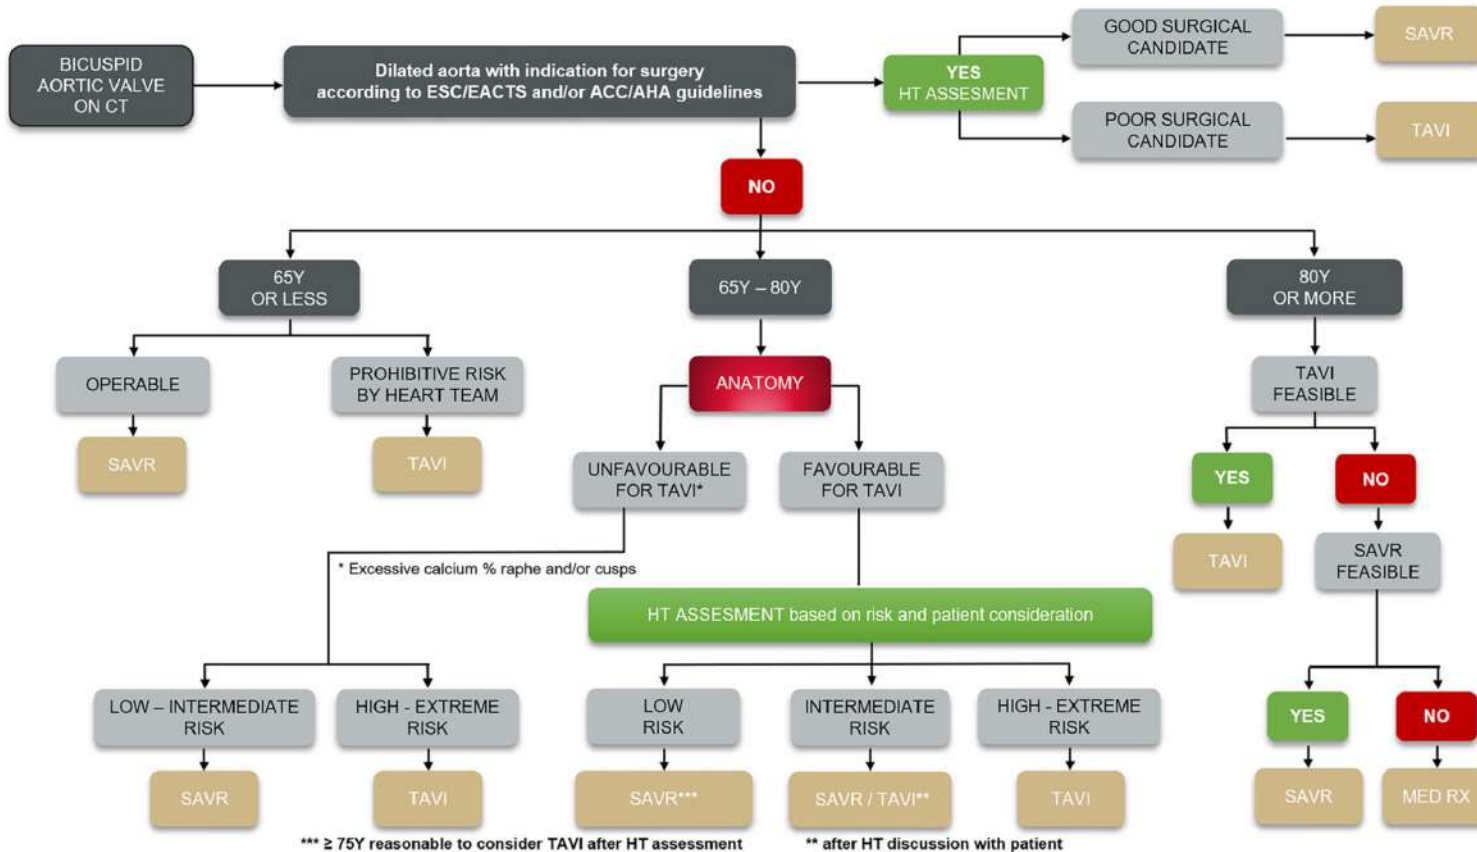 BICUSPID
AORTIC VALVE
ON CT
Dilated aorta with indication for surgery
according to ESC/EACTS and/or ACC/AHA guidelines
YES
HT ASSESMENT
GOOD SURGICAL
CANDIDATE
SAVR
POOR SURGICAL
CANDIDATE
TAVI
NO
65Y
OR LESS
65Y – 80Y
80Y
OR MORE
OPERABLE
PROHIBITIVE RISK
BY HEART TEAM
ANATOMY
TAVI
FEASIBLE
SAVR
TAVI
UNFAVOURABLE
FOR TAVI*
FAVOURABLE
FOR TAVI
YES
NO
* Excessive calcium % raphe and/or cusps
TAVI
SAVR
FEASIBLE
HT ASSESMENT based on risk and patient consideration
LOW – INTERMEDIATE
RISK
HIGH - EXTREME
RISK
LOW
RISK
INTERMEDIATE
RISK
HIGH - EXTREME
RISK
YES
NO
SAVR
TAVI
SAVR***
SAVR / TAVI**
TAVI
SAVR
MED RX
*** ≥ 75Y reasonable to consider TAVI after HT assessment
** after HT discussion with patient